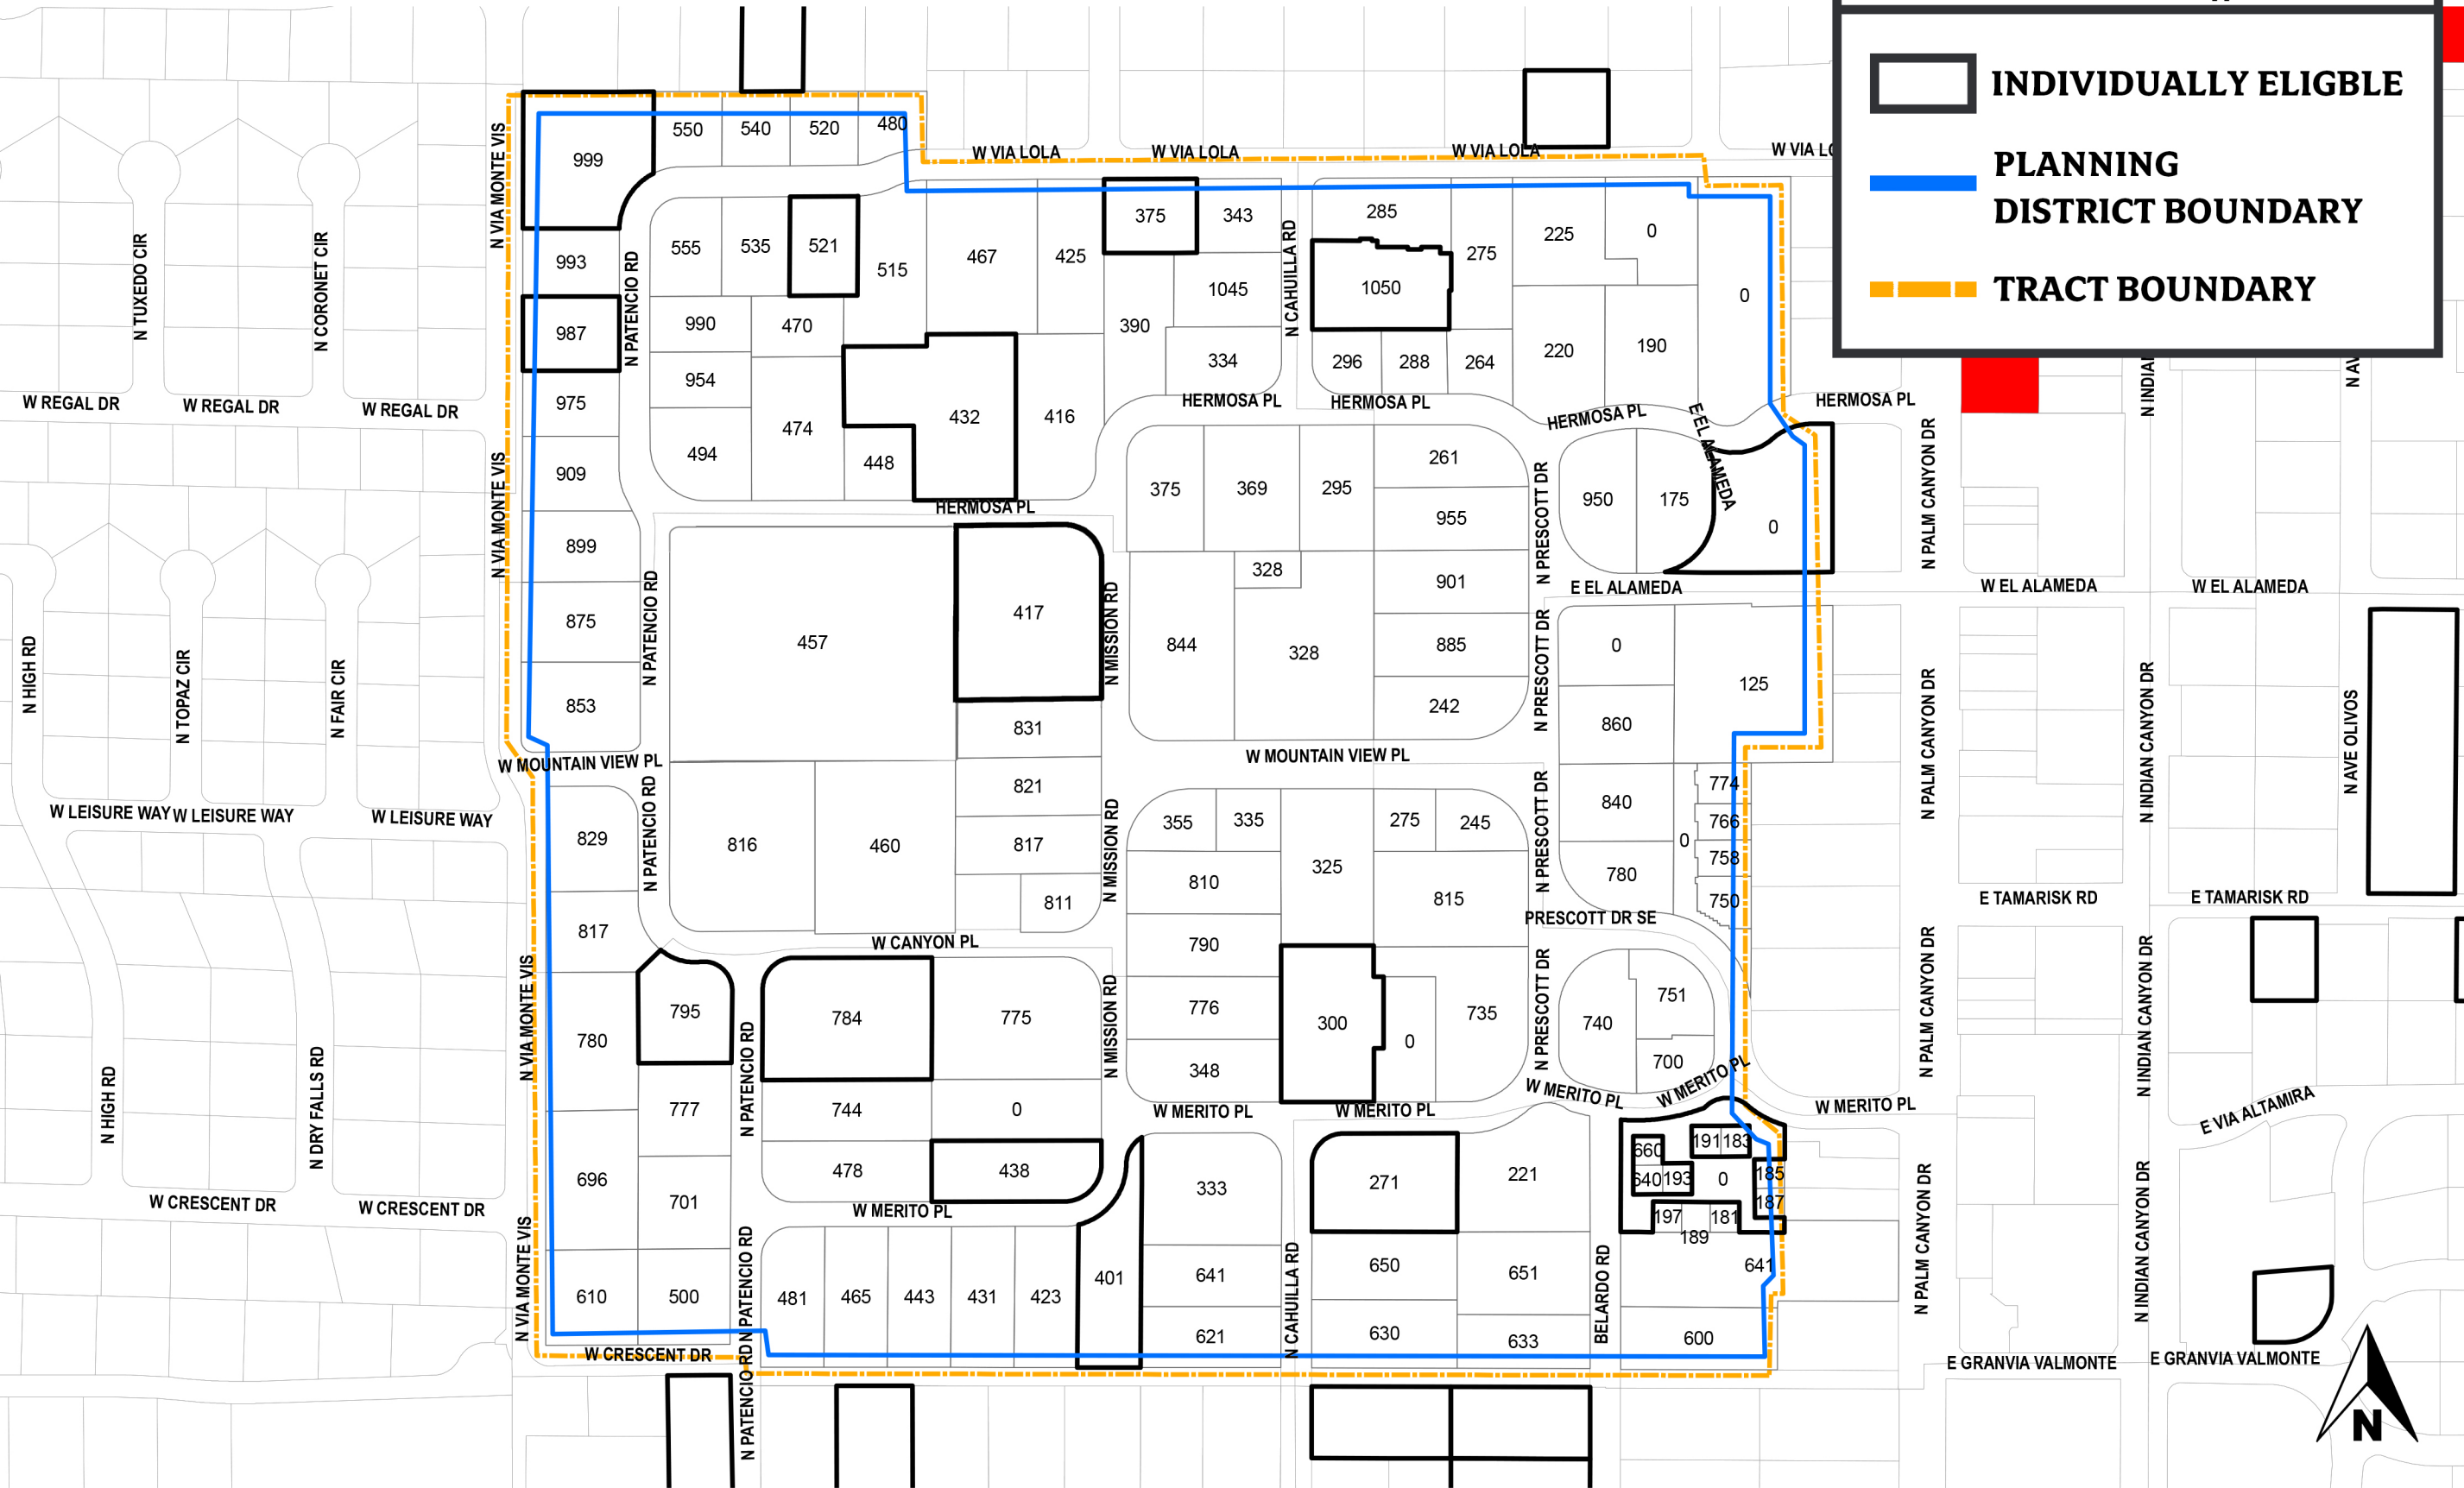 INDIVIDUALLY ELIGBLE
PLANNING
DISTRICT BOUNDARY
TRACT BOUNDARY
W VIA LOLA
W VIA LOLA
W VIA LOLA
550
540
520
480
999
N VIA MONTE VIS
N TUXEDO CIR
N CORONET CIR
N PATENCIO RD
993
987
975
909
899
875
853
555
535
521
515
467
425
375
343
1045
390
334
990
470
954
474
494
448
432
416
N CAHUILLA RD
285
1050
275
225
0
0
296
288
264
220
190
W REGAL DR
W REGAL DR
W REGAL DR
HERMOSA PL
HERMOSA PL
HERMOSA PL
HERMOSA PL
HERMOSA PL
E EL ALAMEDA
N PALM CANYON DR
N VIA MONTE VIS
375
369
295
261
955
901
885
242
328
328
844
950
175
0
N PRESCOTT DR
E EL ALAMEDA
W EL ALAMEDA
W EL ALAMEDA
457
417
831
821
817
811
816
460
N PATENCIO RD
N MISSION RD
N HIGH RD
N TOPAZ CIR
N FAIR CIR
N PRESCOTT DR
0
860
125
840
780
0
774
766
758
750
N PALM CANYON DR
N INDIAN CANYON DR
N AVE OLIVOS
W MOUNTAIN VIEW PL
W MOUNTAIN VIEW PL
W LEISURE WAY
W LEISURE WAY
W LEISURE WAY
829
817
N PATENCIO RD
N MISSION RD
355
335
325
275
245
810
815
790
776
348
300
0
735
N PRESCOTT DR
PRESCOTT DR SE
E TAMARISK RD
E TAMARISK RD
W CANYON PL
N VIA MONTE VIS
780
795
784
775
777
744
0
696
701
478
438
N PATENCIO RD
N MISSION RD
N PRESCOTT DR
740
751
700
N PALM CANYON DR
N INDIAN CANYON DR
N HIGH RD
N DRY FALLS RD
W MERITO PL
W MERITO PL
W MERITO PL
W MERITO PL
W MERITO PL
E VIA ALTAMIRA
W CRESCENT DR
W CRESCENT DR
W MERITO PL
333
271
221
660
640
193
191
183
0
185
187
197
181
189
641
N VIA MONTE VIS
610
500
N PATENCIO RD
481
465
443
431
423
401
641
621
N CAHUILLA RD
650
651
630
633
BELARDO RD
600
N PALM CANYON DR
N INDIAN CANYON DR
W CRESCENT DR
E GRANVIA VALMONTE
E GRANVIA VALMONTE
N PATENCIO RD
N